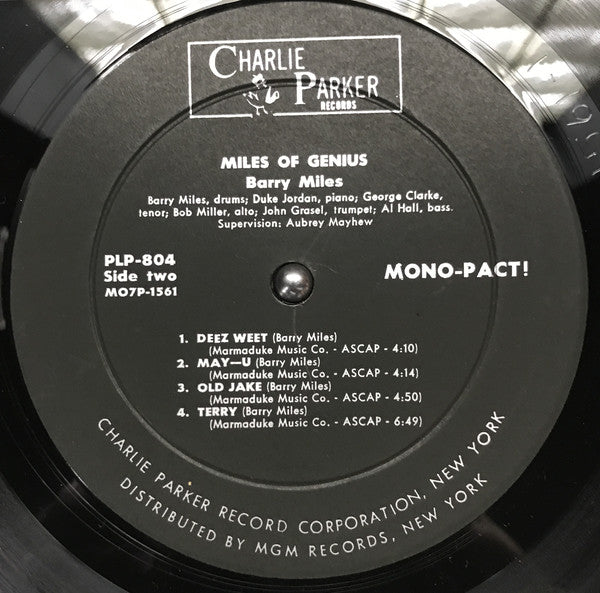 CHARLIE
PARKER
RECORDS
MILES OF GENIUS
Barry Miles
Barry Miles, drums; Duke Jordan, piano; George Clarke,
tenor; Bob Miller, alto; John Grasel, trumpet; Al Hall, bass.
Supervision: Aubrey Mayhew
PLP-804
Side two
MO7P-1561
MONO-PACT!
1. DEEZ WEET (Barry Miles)
(Marmaduke Music Co. - ASCAP - 4:10)
2. MAY—U (Barry Miles)
(Marmaduke Music Co. - ASCAP - 4:14)
3. OLD JAKE (Barry Miles)
(Marmaduke Music Co. - ASCAP - 4:50)
4. TERRY (Barry Miles)
(Marmaduke Music Co. - ASCAP - 6:49)
CHARLIE PARKER RECORD CORPORATION, NEW YORK
DISTRIBUTED BY MGM RECORDS, NEW YORK